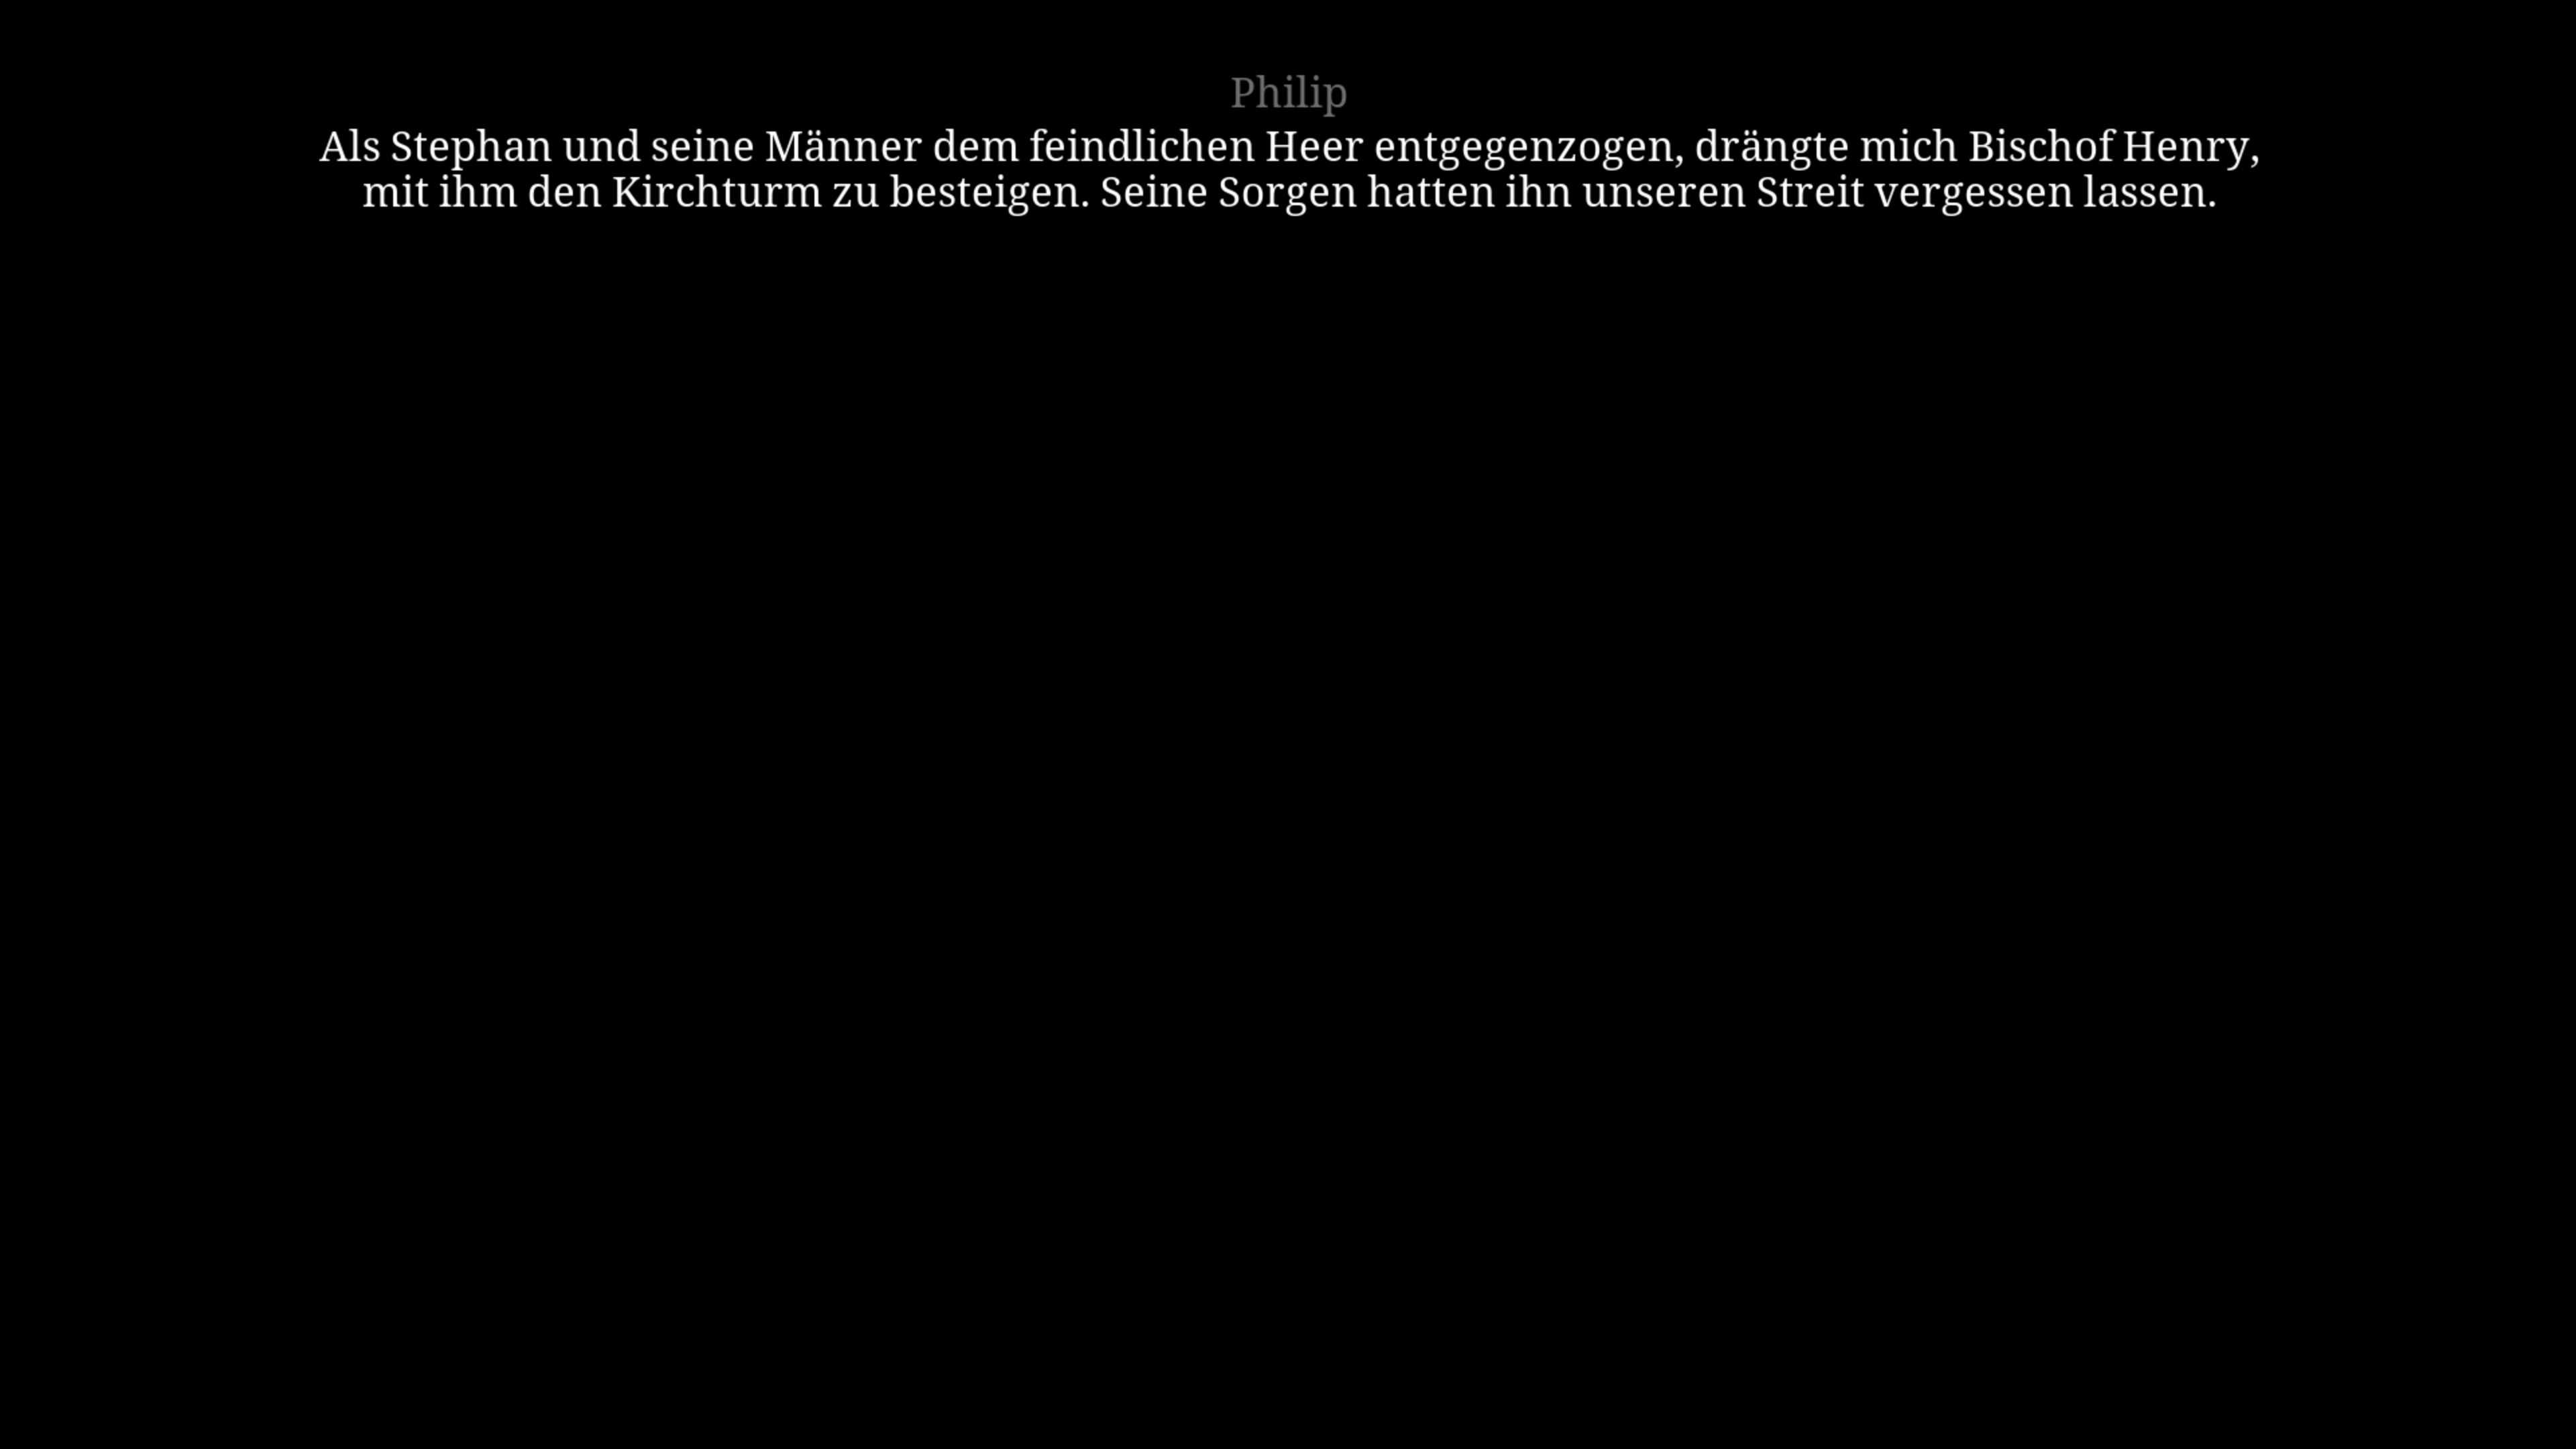 Philip
Als Stephan und seine Männer dem feindlichen Heer entgegenzogen, drängte mich Bischof Henry,
mit ihm den Kirchturm zu besteigen. Seine Sorgen hatten ihn unseren Streit vergessen lassen.